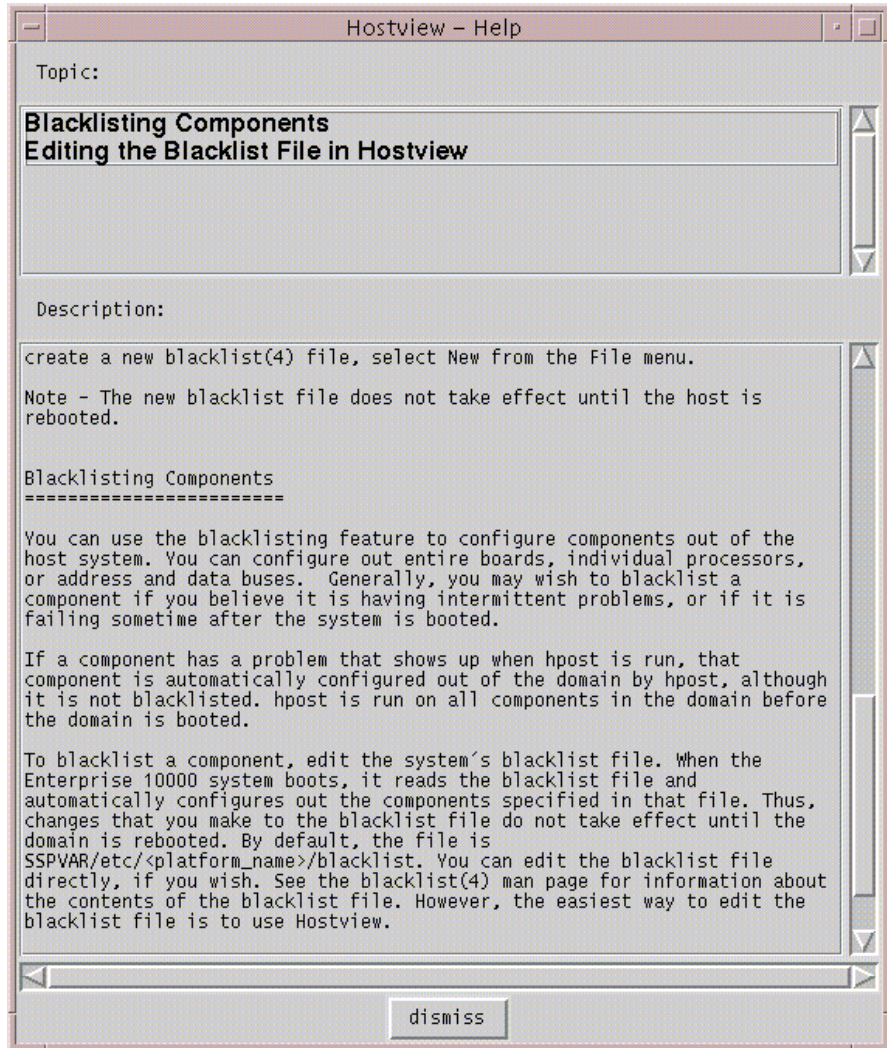 Hostview – Help
Topic:
Blacklisting Components
Editing the Blacklist File in Hostview
Description:
create a new blacklist(4) file, select New from the File menu.
Note - The new blacklist file does not take effect until the host is
rebooted.
Blacklisting Components
========================
You can use the blacklisting feature to configure components out of the
host system. You can configure out entire boards, individual processors,
or address and data buses.  Generally, you may wish to blacklist a
component if you believe it is having intermittent problems, or if it is
failing sometime after the system is booted.
If a component has a problem that shows up when hpost is run, that
component is automatically configured out of the domain by hpost, although
it is not blacklisted. hpost is run on all components in the domain before
the domain is booted.
To blacklist a component, edit the system´s blacklist file. When the
Enterprise 10000 system boots, it reads the blacklist file and
automatically configures out the components specified in that file. Thus,
changes that you make to the blacklist file do not take effect until the
domain is rebooted. By default, the file is
SSPVAR/etc/<platform_name>/blacklist. You can edit the blacklist file
directly, if you wish. See the blacklist(4) man page for information about
the contents of the blacklist file. However, the easiest way to edit the
blacklist file is to use Hostview.
dismiss